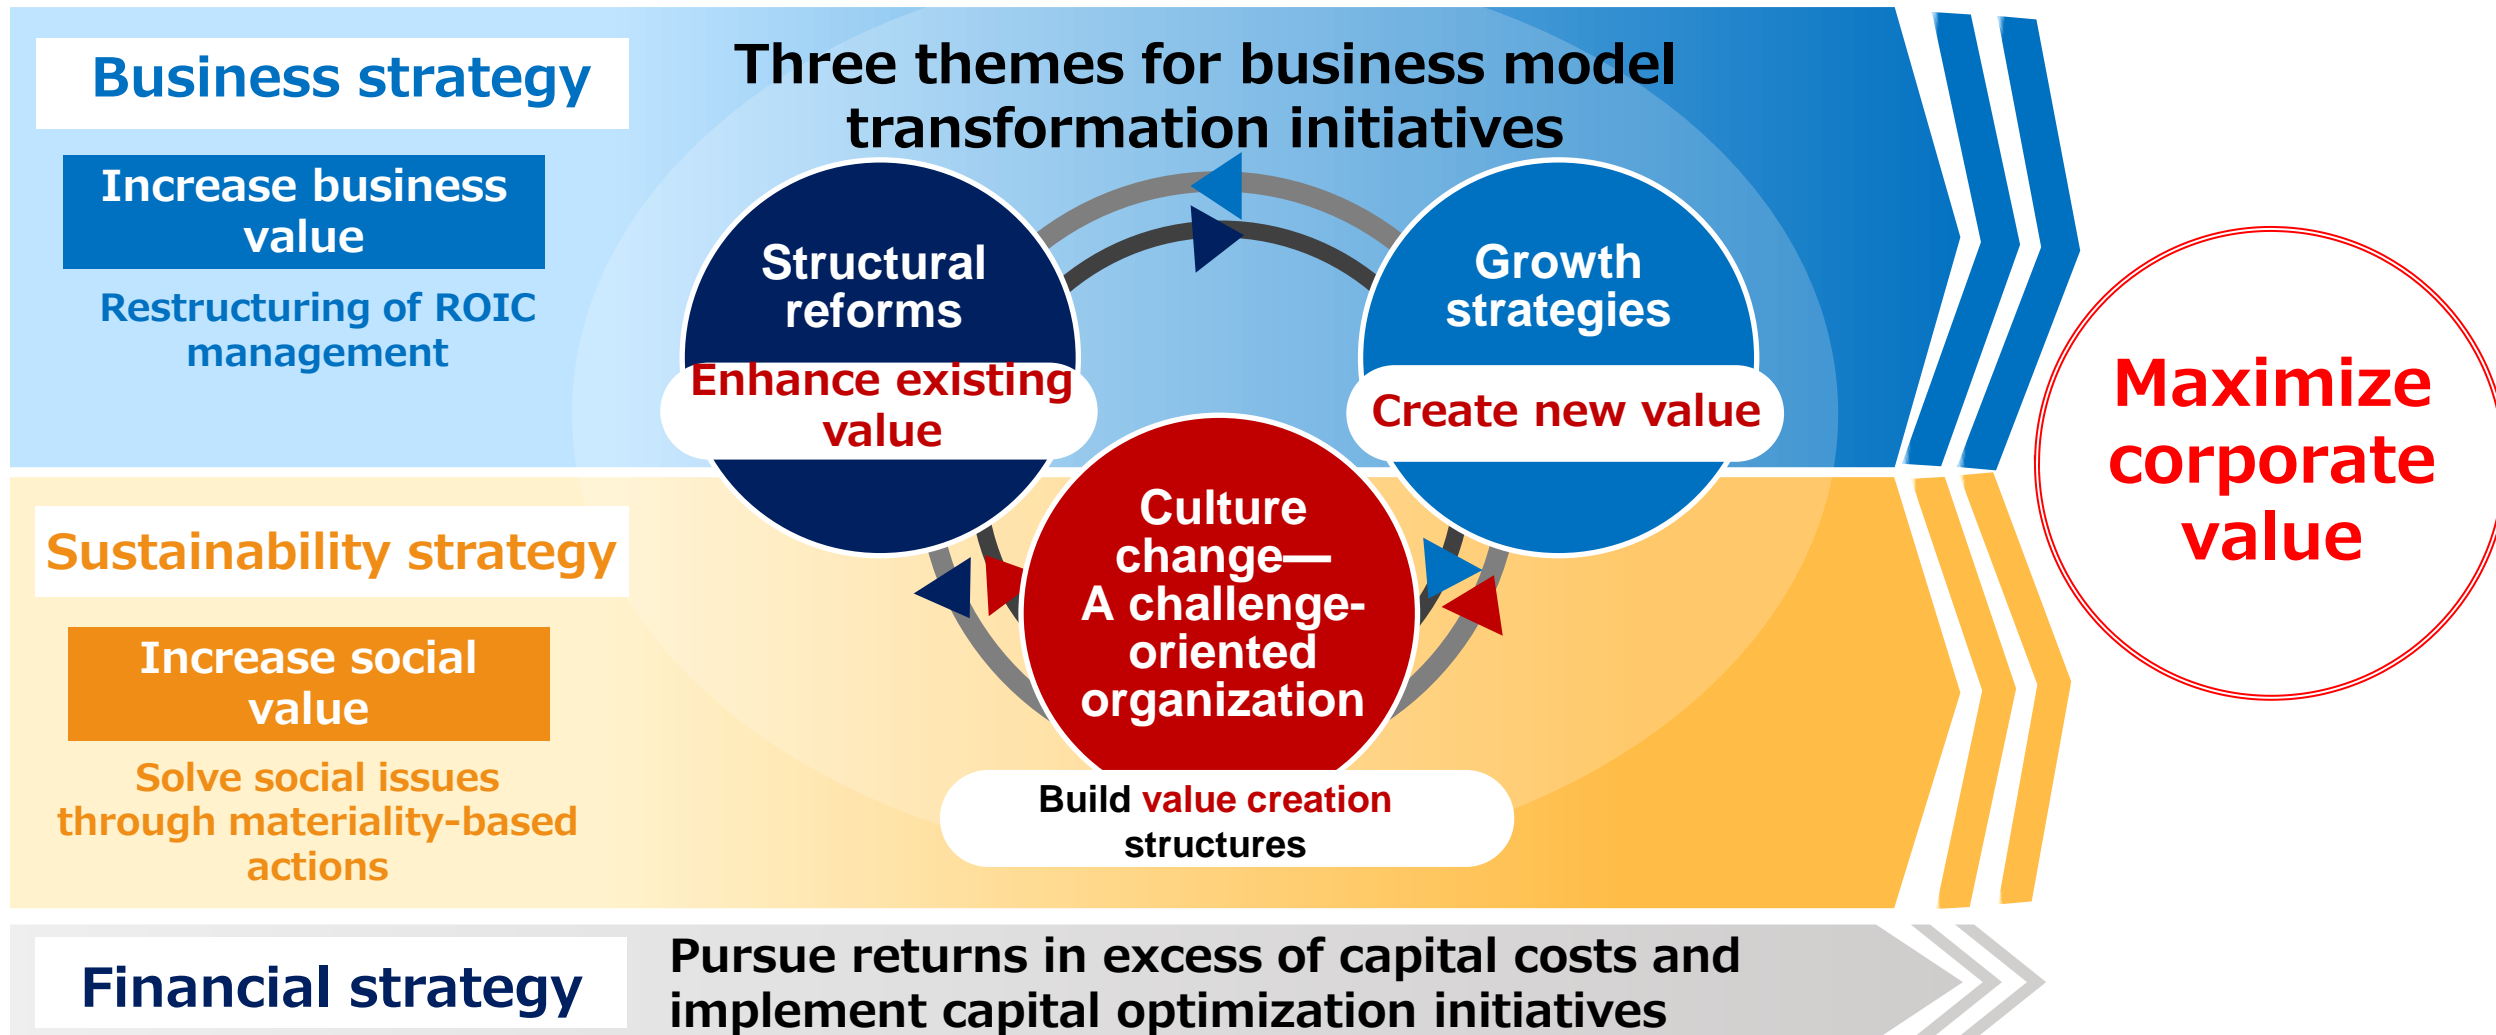 Business strategy
Increase business
value
Restructuring of ROIC
management
Three themes for business model
transformation initiatives
Structural
reforms
Enhance existing
value
Growth
strategies
Create new value
Sustainability strategy
Increase social
value
Solve social issues
through materiality-based
actions
Culture
change—
A challenge-
oriented
organization
Build value creation
structures
Maximize
corporate
value
Financial strategy
Pursue returns in excess of capital costs and
implement capital optimization initiatives